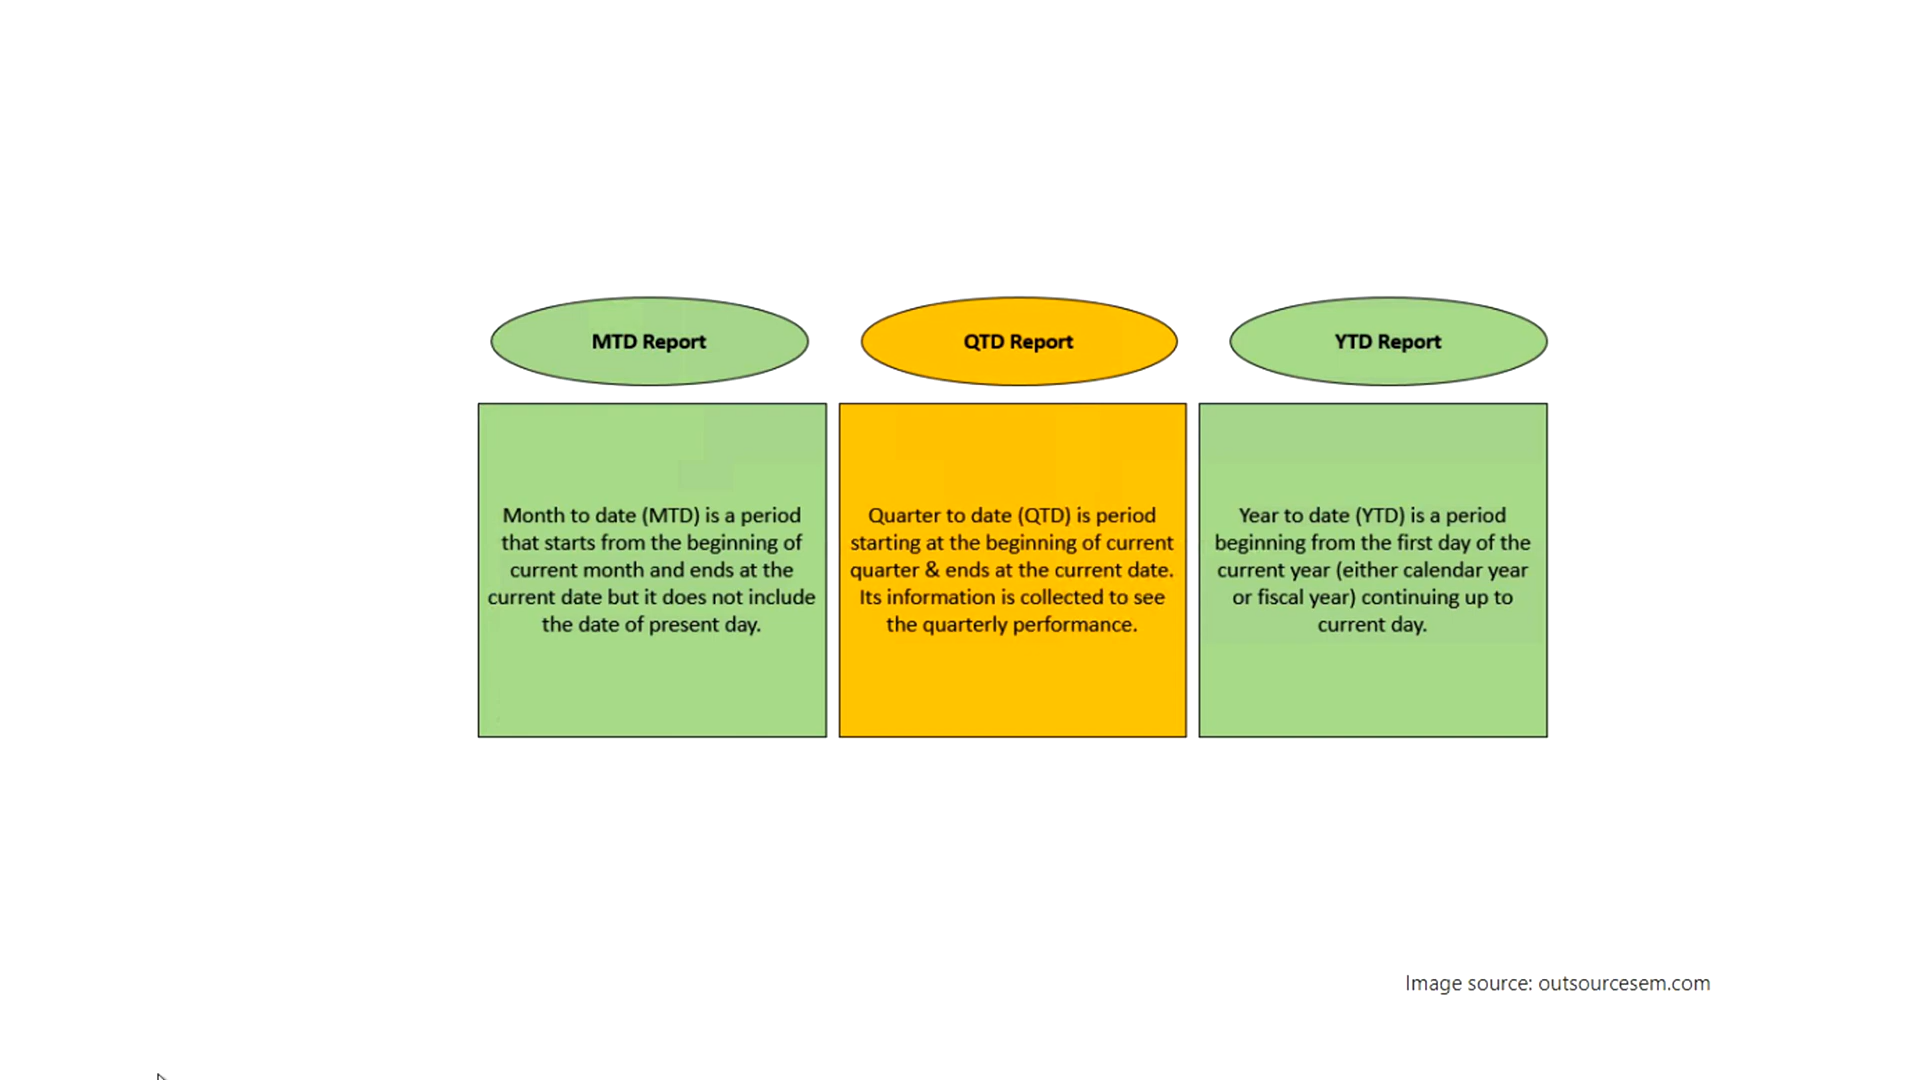 MTD Report
QTD Report
YTD Report
Month to date (MTD) is a period
that starts from the beginning of
current month and ends at the
current date but it does not include
the date of present day.
Quarter to date (QTD) is period
starting at the beginning of current
quarter & ends at the current date.
Its information is collected to see
the quarterly performance.
Year to date (YTD) is a period
beginning from the first day of the
current year (either calendar year
or fiscal year) continuing up to
current day.
Image source: outsourcesem.com